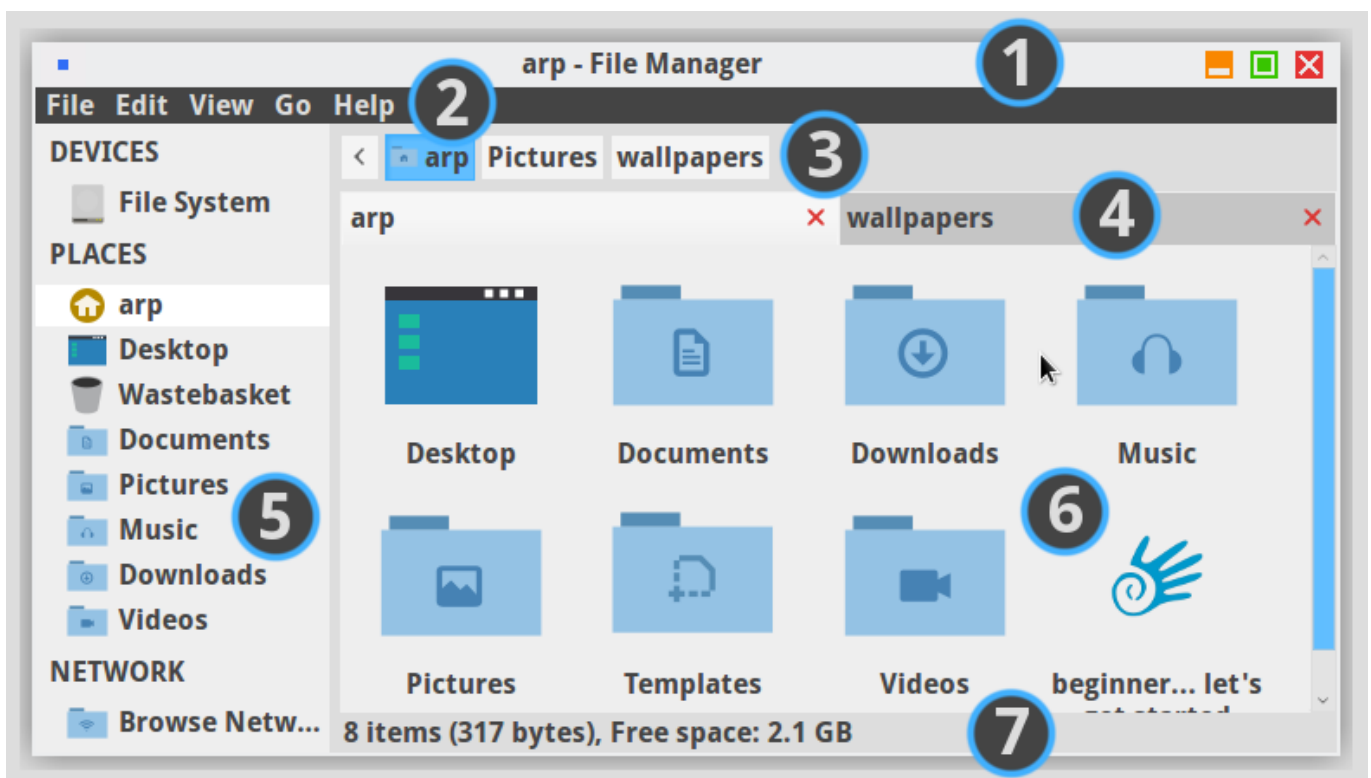 arp - File Manager
1
File Edit View Go Help
2
DEVICES
File System
PLACES
arp
Desktop
Wastebasket
Documents
Pictures
Music
Downloads
Videos
NETWORK
Browse Netw...
5
< arp Pictures wallpapers
3
arp
wallpapers
4
Desktop Documents Downloads Music
6
Pictures Templates Videos beginner... let's
8 items (317 bytes), Free space: 2.1 GB
7